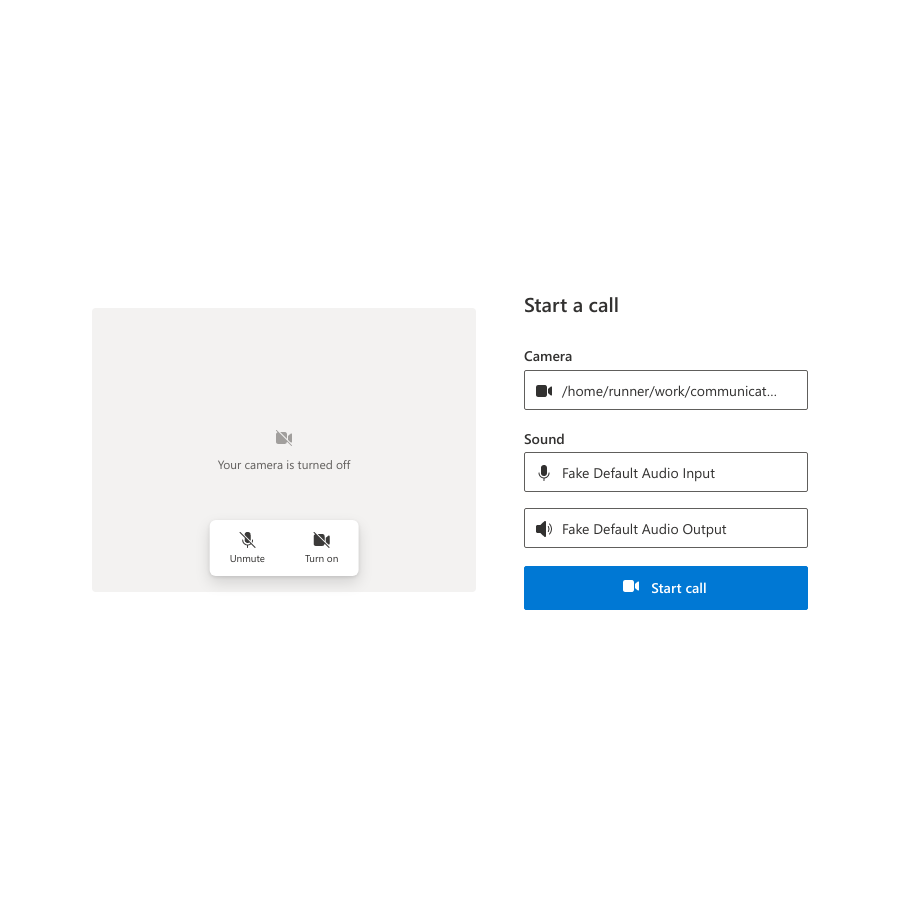 Start a call
Camera
/home/runner/work/communicat...
Your camera is turned off
Sound
Fake Default Audio Input
Fake Default Audio Output
Unmute
Turn on
Start call